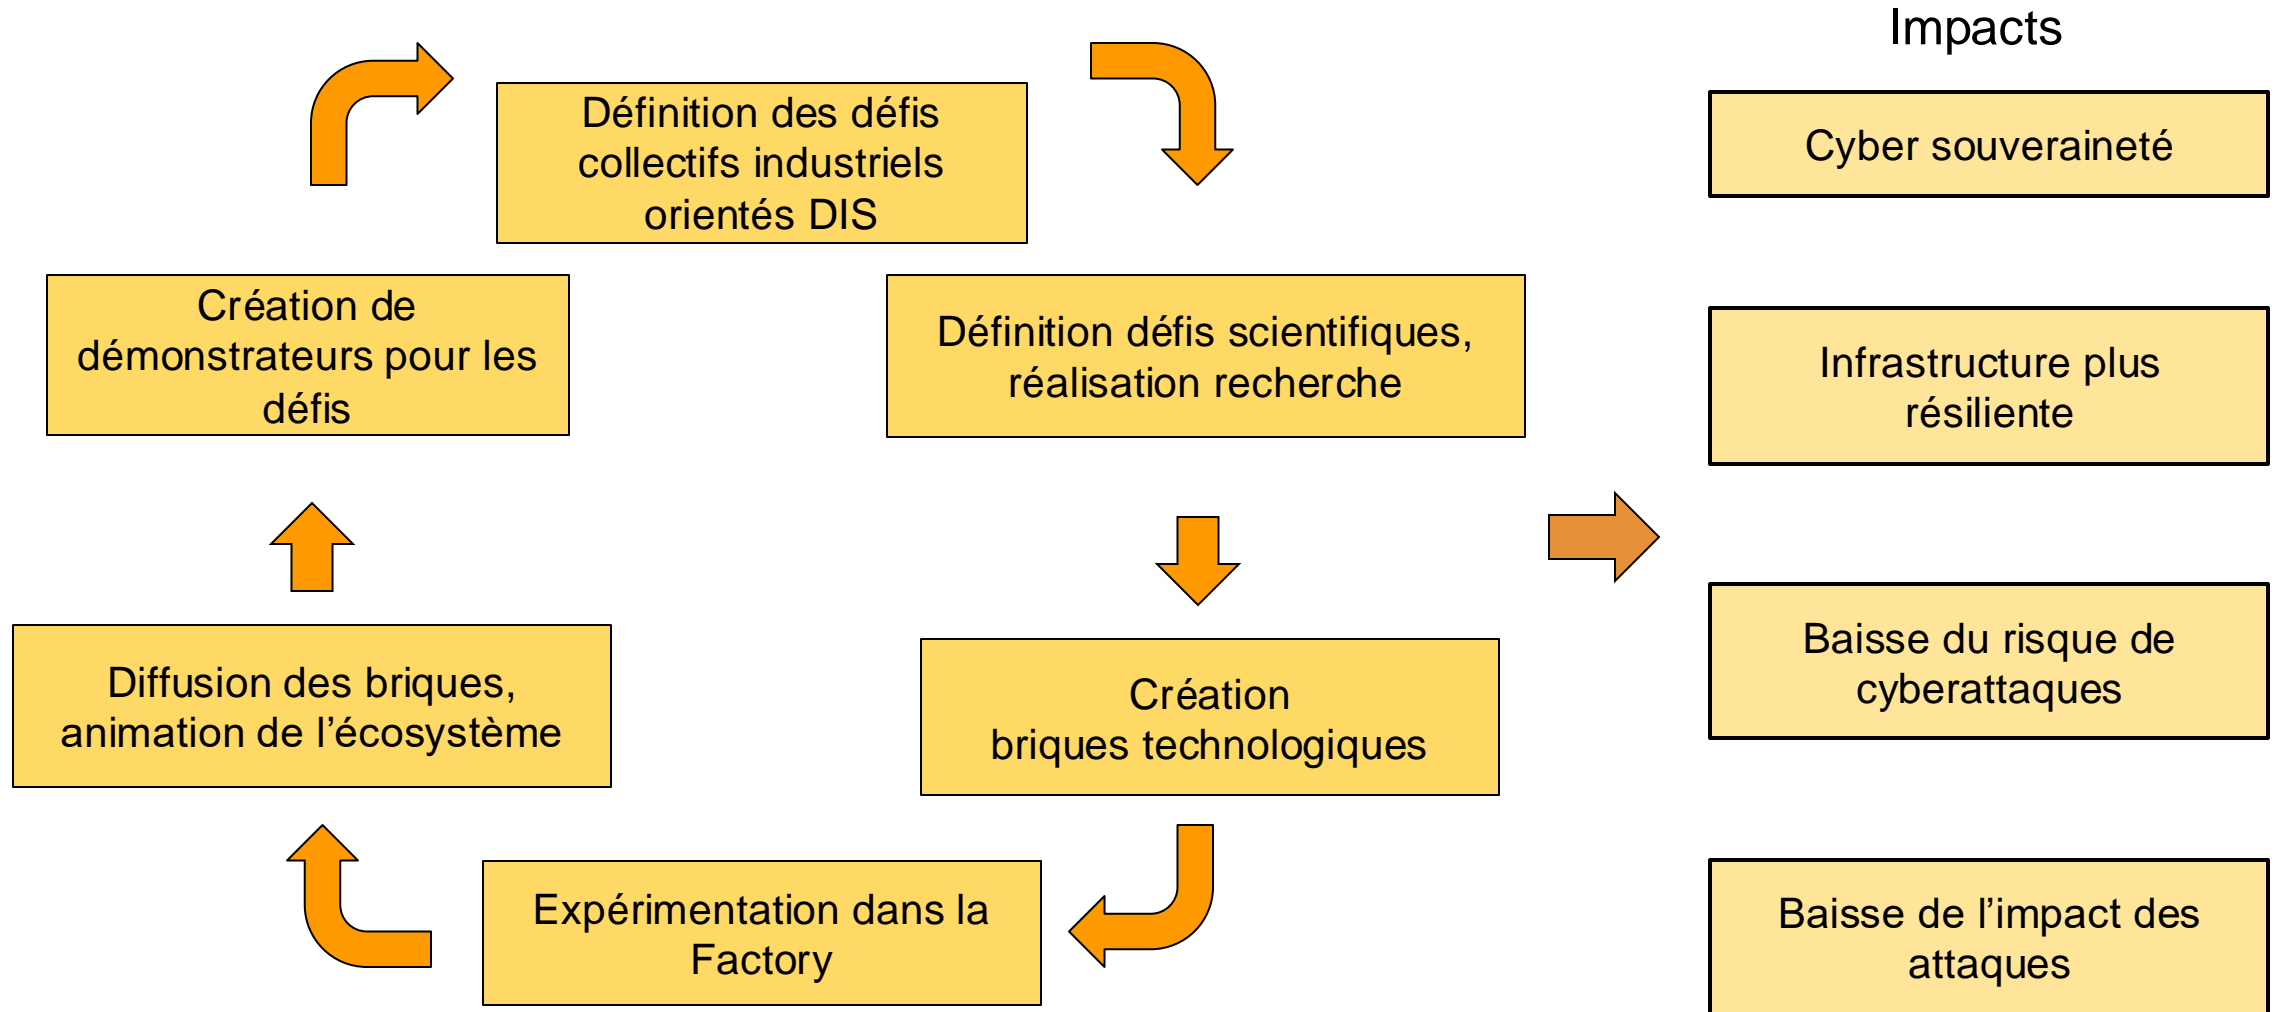 Impacts
Définition des défis
collectifs industriels
orientés DIS
Cyber souveraineté
Création de
démonstrateurs pour les
défis
Définition défis scientifiques,
réalisation recherche
Infrastructure plus
résiliente
Diffusion des briques,
animation de l’écosystème
Création
briques technologiques
Baisse du risque de
cyberattaques
Expérimentation dans la
Factory
Baisse de l’impact des
attaques